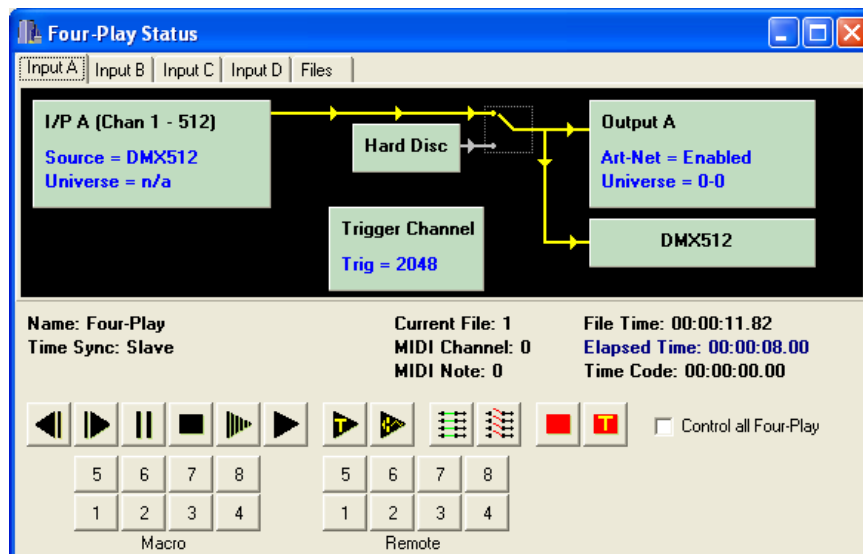 Four-Play Status
Input A Input B Input C Input D Files
I/P A (Chan 1 - 512)
Source = DMX512
Universe = n/a
Hard Disc
Output A
Art-Net = Enabled
Universe = 0-0
Trigger Channel
Trig = 2048
DMX512
Name: Four-Play
Time Sync: Slave
Current File: 1
MIDI Channel: 0
MIDI Note: 0
File Time: 00:00:11.82
Elapsed Time: 00:00:08.00
Time Code: 00:00:00.00
T
T
Control all Four-Play
5 6 7 8
1 2 3 4
Macro
5 6 7 8
1 2 3 4
Remote